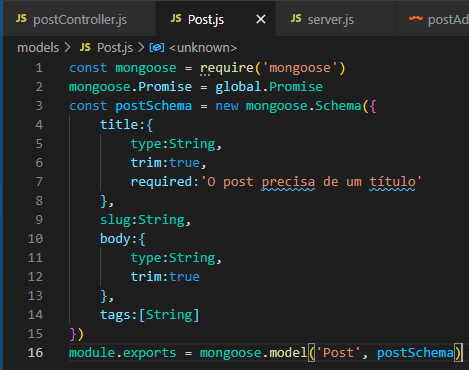 JS postController.js JS Post.js × JS server.js postAd
models > JS Post.js > <unknown>
1 const mongoose = require('mongoose')
2 mongoose.Promise = global.Promise
3 const postSchema = new mongoose.Schema({
4 title:{
5 type:String,
6 trim:true,
7 required:'O post precisa de um título'
8 },
9 slug:String,
10 body:{
11 type:String,
12 trim:true
13 },
14 tags:[String]
15 })
16 module.exports = mongoose.model('Post', postSchema)